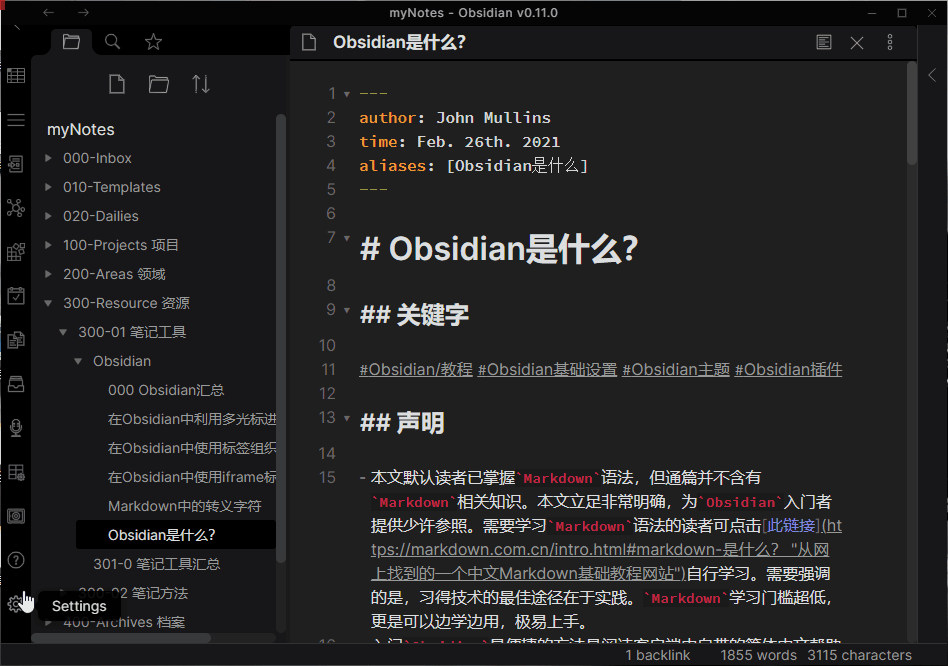 myNotes - Obsidian v0.11.0
Obsidian是什么？
myNotes
000-Inbox
010-Templates
020-Dailies
100-Projects 项目
200-Areas 领域
300-Resource 资源
300-01 笔记工具
Obsidian
000 Obsidian汇总
在Obsidian中利用多光标进
在Obsidian中使用标签组织
在Obsidian中使用iframe标
Markdown中的转义字符
Obsidian是什么？
301-0 笔记工具汇总
300-02 笔记方法
Settings
400-Archives 档案
1 ---
2 author: John Mullins
3 time: Feb. 26th. 2021
4 aliases: [Obsidian是什么]
5 ---
6
7 # Obsidian是什么？
8
9 ## 关键字
10
11 #Obsidian/教程 #Obsidian基础设置 #Obsidian主题 #Obsidian插件
12
13 ## 声明
14
15 - 本文默认读者已掌握`Markdown`语法，但通篇并不含有
`Markdown`相关知识。本文立足非常明确，为`Obsidian`入门者
提供少许参照。需要学习`Markdown`语法的读者可点击[此链接](ht
tps://markdown.com.cn/intro.html#markdown-是什么？ "从网
上找到的一个中文Markdown基础教程网站")自行学习。需要强调
的是，习得技术的最佳途径在于实践。`Markdown`学习门槛超低，
更是可以边学边用，极易上手。
1 backlink 1855 words 3115 characters